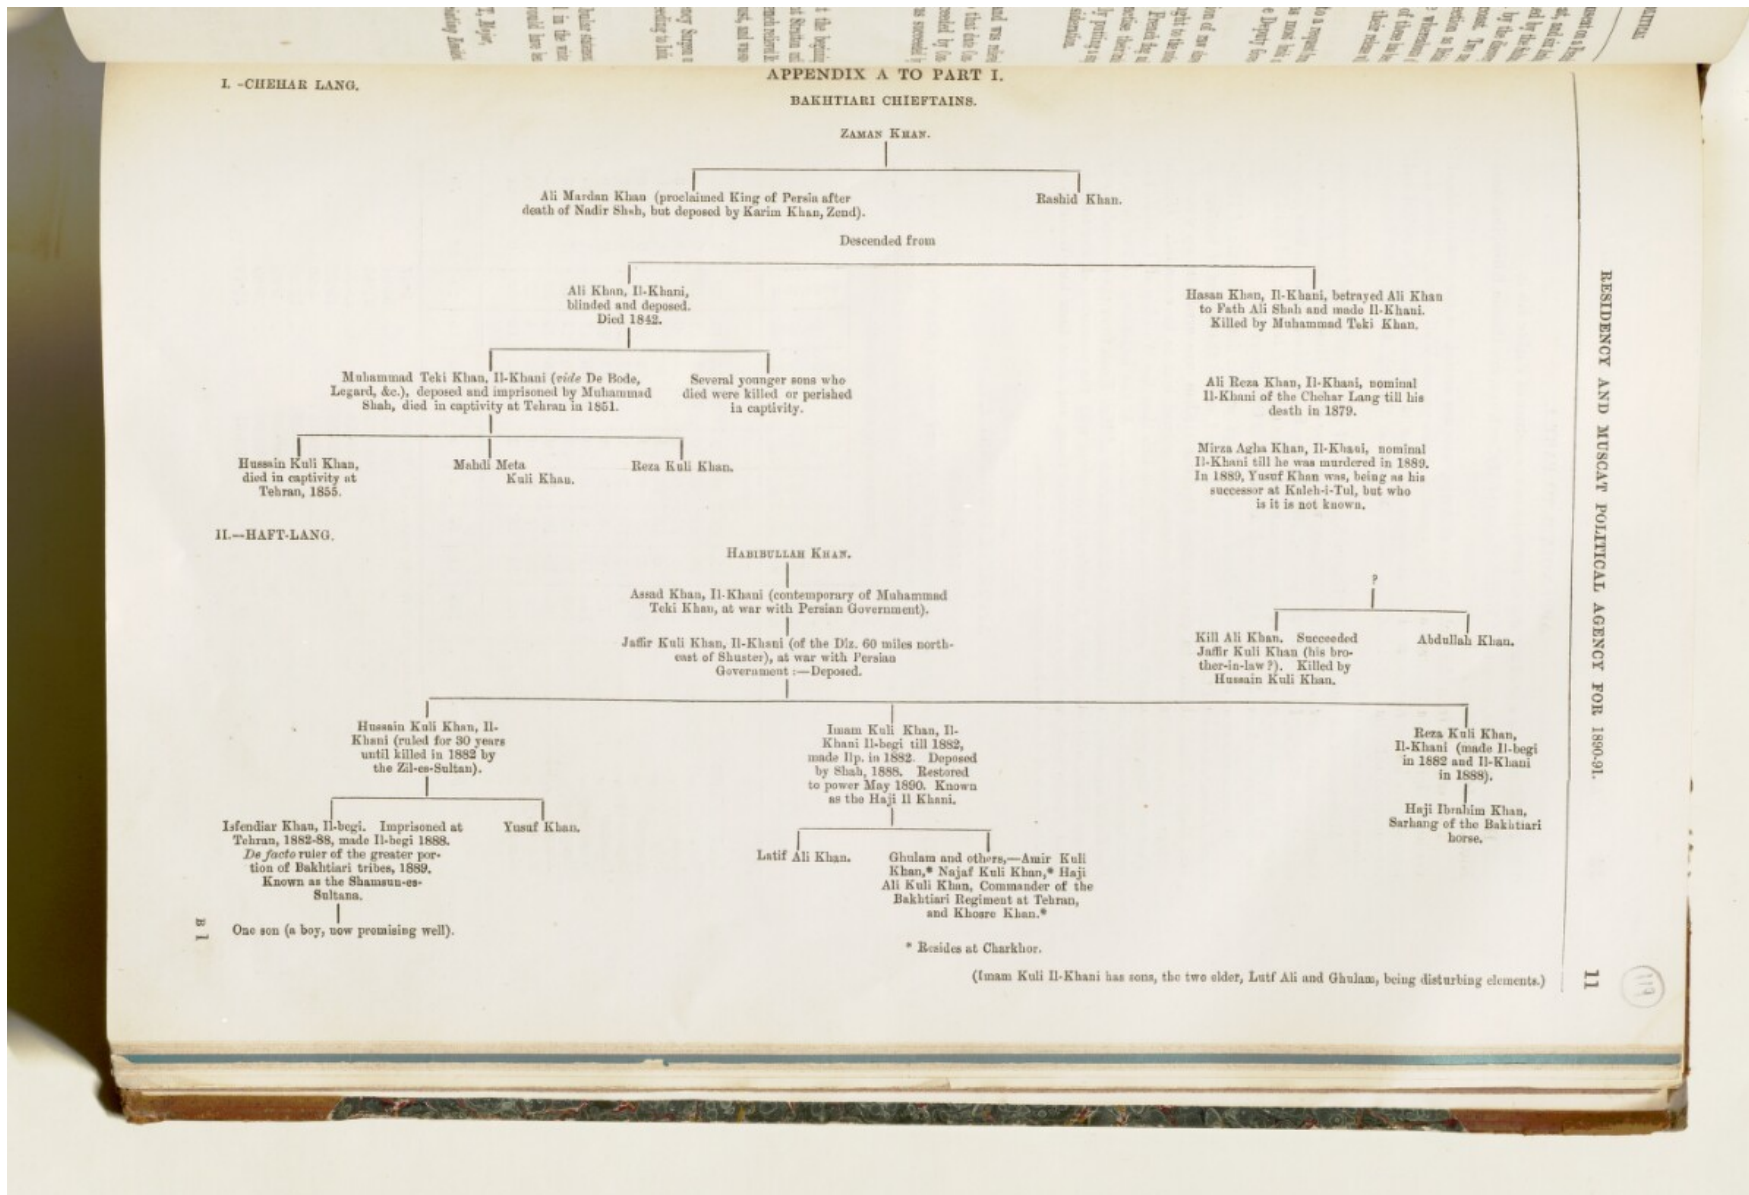 APPENDIX A TO PART I.
I. -CHEHAR LANG.
BAKHTIARI CHIEFTAINS.
ZAMAN KHAN.
Ali Mardan Khan (proclaimed King of Persia after
death of Nadir Shah, but deposed by Karim Khan, Zend).
Rashid Khan.
Descended from
Ali Khan, Il-Khani,
blinded and deposed.
Died 1842.
Hasan Khan, Il-Khani, betrayed Ali Khan
to Fath Ali Shah and made Il-Khani.
Killed by Muhammad Teki Khan.
Muhammad Teki Khan, Il-Khani (vide De Bode,
Legard, &c.), deposed and imprisoned by Muhammad
Shah, died in captivity at Tehran in 1851.
Several younger sons who
died were killed or perished
in captivity.
Ali Reza Khan, Il-Khani, nominal
Il-Khani of the Chehar Lang till his
death in 1879.
Hussain Kuli Khan,
died in captivity at
Tehran, 1855.
Mahdi Meta
Kuli Khan.
Reza Kuli Khan.
Mirza Agha Khan, Il-Khani, nominal
Il-Khani till he was murdered in 1889.
In 1889, Yusuf Khan was, being as his
successor at Kaleh-i-Tul, but who
is it is not known.
II.—HAFT-LANG.
HABIBULLAH KHAN.
Assad Khan, Il-Khani (contemporary of Muhammad
Teki Khan, at war with Persian Government).
Jaffir Kuli Khan, Il-Khani (of the Diz. 60 miles north-
east of Shuster), at war with Persian
Government :—Deposed.
?
Kill Ali Khan. Succeeded
Jaffir Kuli Khan (his bro-
ther-in-law ?). Killed by
Hussain Kuli Khan.
Abdullah Khan.
Hussain Kuli Khan, Il-
Khani (ruled for 30 years
until killed in 1882 by
the Zil-es-Sultan).
Imam Kuli Khan, Il-
Khani Il-begi till 1882,
made Ilp. in 1882. Deposed
by Shah, 1888. Restored
to power May 1890. Known
as the Haji Il Khani.
Reza Kuli Khan,
Il-Khani (made Il-begi
in 1882 and Il-Khani
in 1888).
Isfendiar Khan, Il-begi. Imprisoned at
Tehran, 1882-88, made Il-begi 1888.
De facto ruler of the greater por-
tion of Bakhtiari tribes, 1889.
Known as the Shamsun-es-
Sultana.
Yusuf Khan.
Latif Ali Khan.
Ghulam and others,—Amir Kuli
Khan,* Najaf Kuli Khan,* Haji
Ali Kuli Khan, Commander of the
Bakhtiari Regiment at Tehran,
and Khosre Khan.*
Haji Ibrahim Khan,
Sarhang of the Bakhtiari
horse.
One son (a boy, now promising well).
* Resides at Charkhor.
(Imam Kuli Il-Khani has sons, the two elder, Lutf Ali and Ghulam, being disturbing elements.)
B 1
RESIDENCY AND MUSCAT POLITICAL AGENCY FOR 1890-91.
11